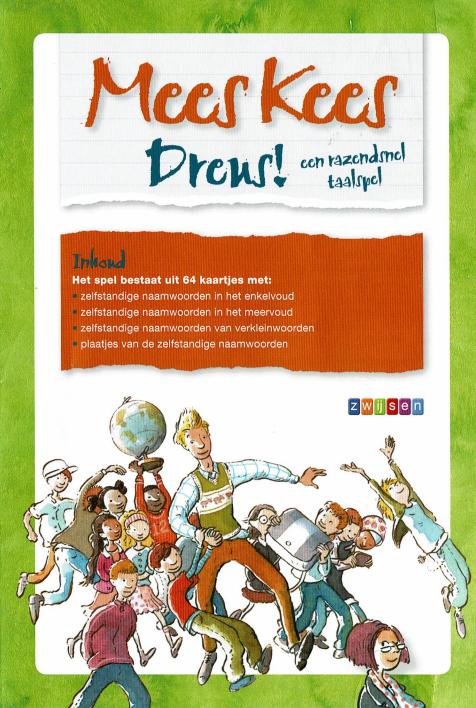 Mees Kees
Dreus!
een razendsnel
taalspel
Inhoud
Het spel bestaat uit 64 kaartjes met:
▪ zelfstandige naamwoorden in het enkelvoud
▪ zelfstandige naamwoorden in het meervoud
▪ zelfstandige naamwoorden van verkleinwoorden
▪ plaatjes van de zelfstandige naamwoorden
zwijsen
12